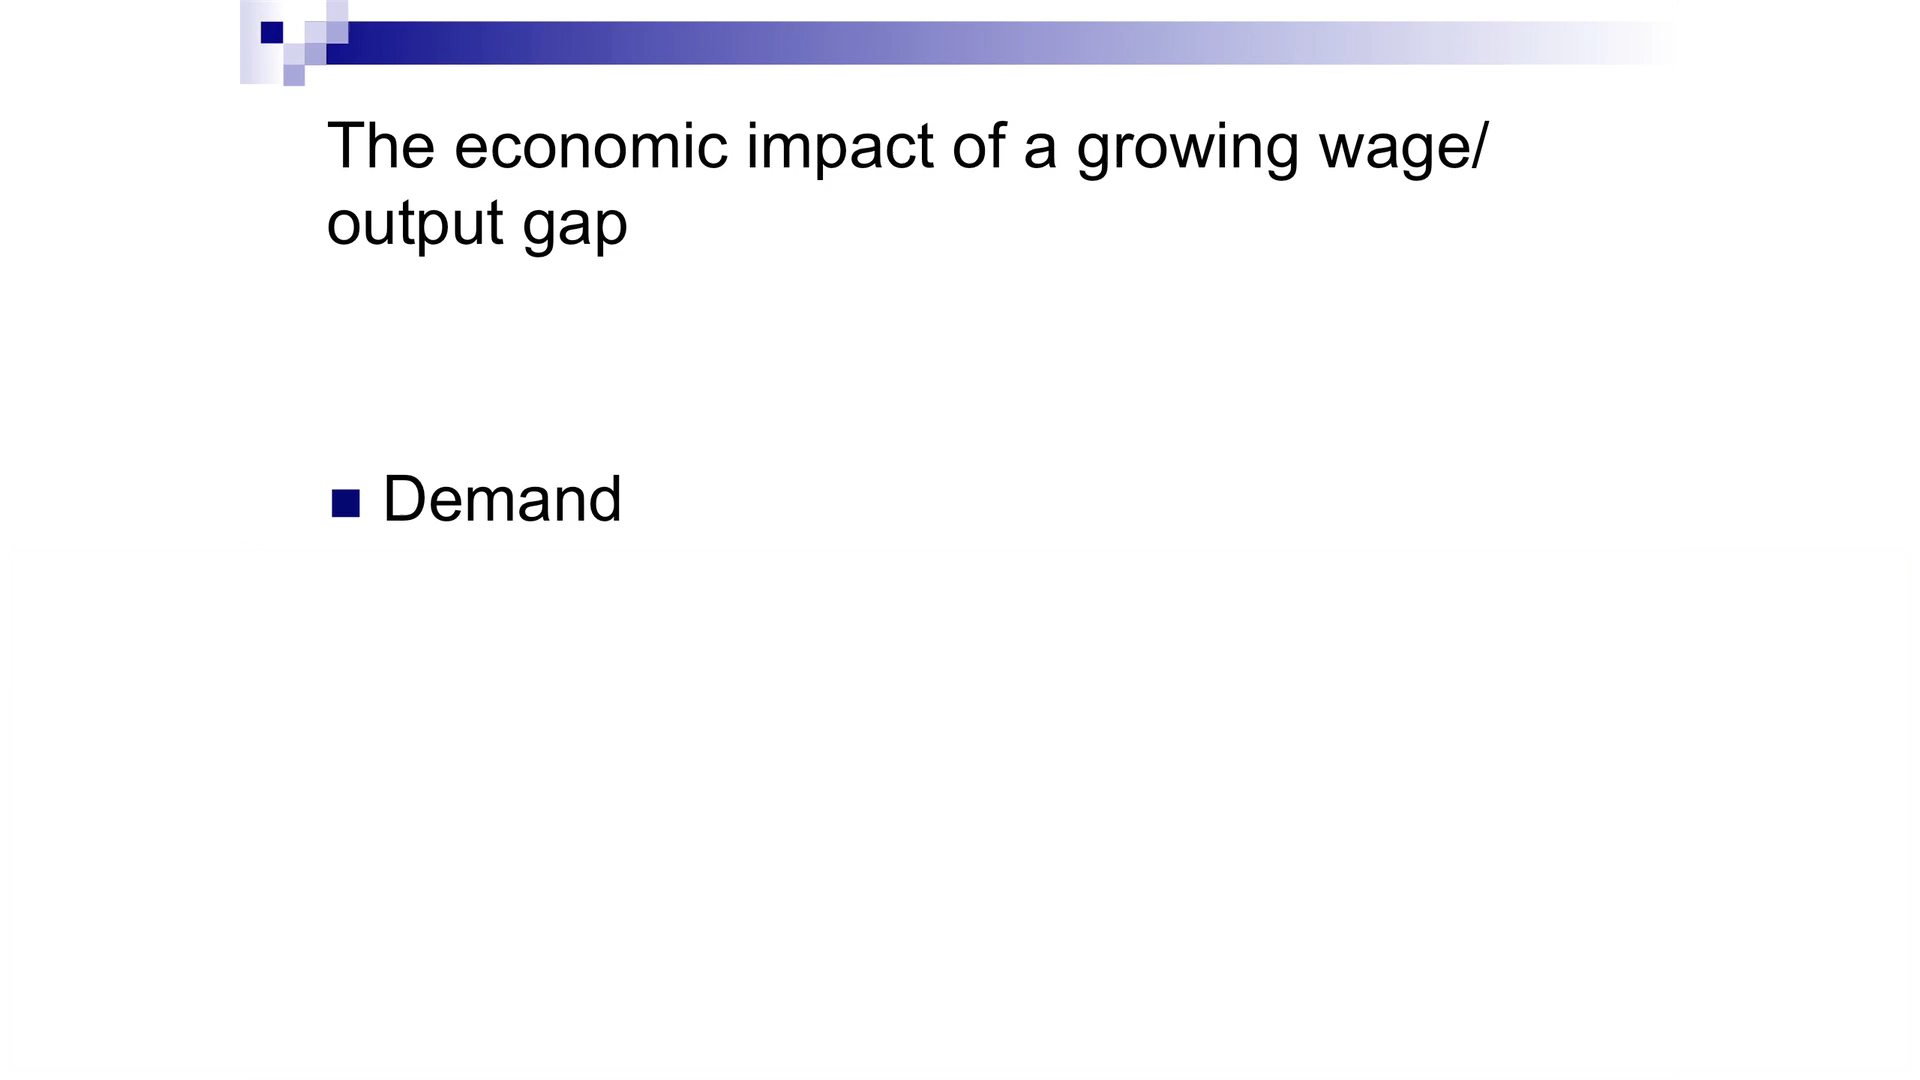 The economic impact of a growing wage/
output gap
Demand